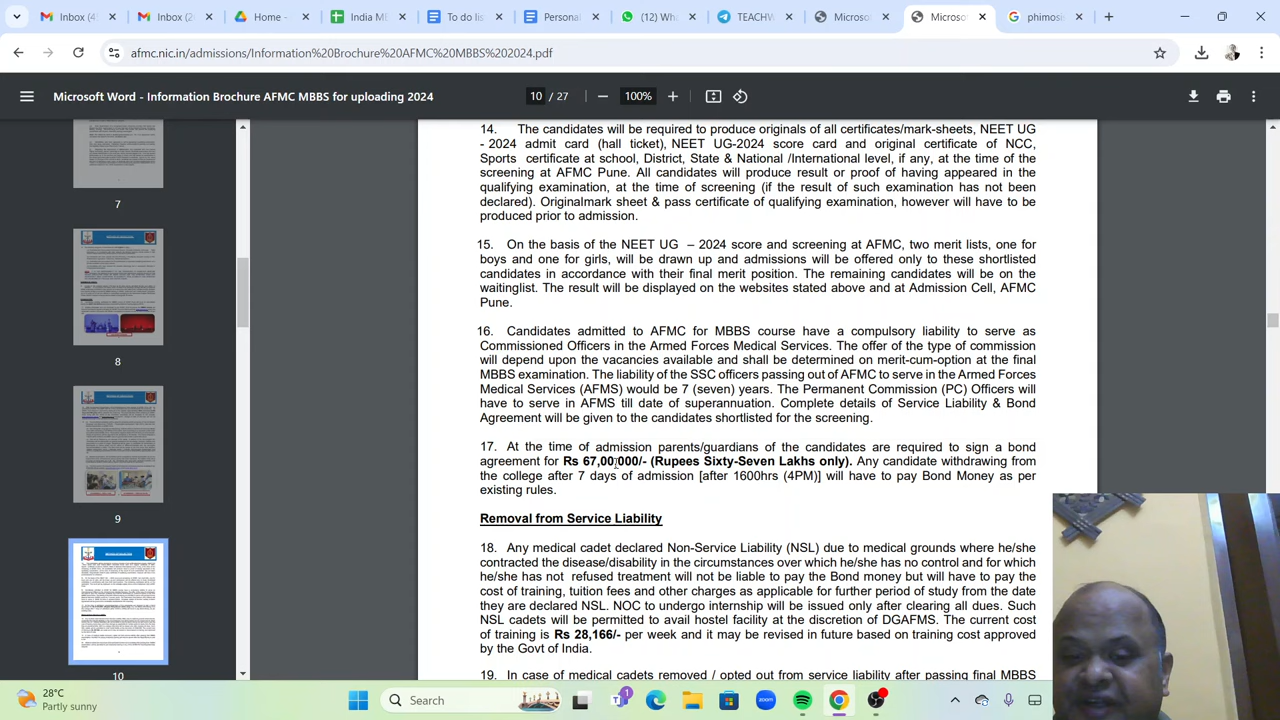 Inbox (4
Inbox (2
Home -
India MB
To do lis
Personal
(12) Wha
TEACHW
Microso
Microso
phimosi
afmc.nic.in/admissions/Information%20Brochure%20AFMC%20MBBS%202024.pdf
Microsoft Word - Information Brochure AFMC MBBS for uploading 2024
10 / 27
100%
7
8
9
10
14. The candidates will be required to produce originals of all certificates/mark-sheets, NEET UG
- 2024 admit card (hall ticket), NEET UG-2024 score card and original certificate of NCC,
Sports certificate at school, District, State & National /International level, if any, at the time of the
screening at AFMC Pune. All candidates will produce result or proof of having appeared in the
qualifying examination, at the time of screening (if the result of such examination has not been
declared). Originalmark sheet & pass certificate of qualifying examination, however will have to be
produced prior to admission.
15. Based on the NEET UG – 2024 score and screening at AFMC, two merit lists, one for
boys and one for girls, will be drawn up and admissions will be offered only to these shortlisted
candidates in accordance with their final merit position. The remaining candidates will be on the
waiting list. The result will be displayed on the websites stated above and at Admission Cell, AFMC
Pune.
16. Candidates admitted to AFMC for MBBS course have a compulsory liability to serve as
Commissioned Officers in the Armed Forces Medical Services. The offer of the type of commission
will depend upon the vacancies available and shall be determined on merit-cum-option at the final
MBBS examination. The liability of the SSC officers passing out of AFMC to serve in the Armed Forces
Medical Services (AFMS) would be 7 (seven) years. The Permanent Commission (PC) Officers will
have to serve in AFMS till date of superannuation. Complete details of Service Liability & Bond
Agreement will be given to the candidates shortlisted for the screening.
17. At the time of admission parents/guardians of the candidates are required to sign a bond
agreement for Rs 67,00,000/- (Rupees Sixty-Seven Lakhs only). Any candidate withdrawing from
the college after 7 days of admission [after 1600hrs (4PM)] will have to pay Bond Money as per
existing rules.
Removal from Service Liability
18. Any medical cadet declared Non-Service Liability (NSL) due to medical grounds where he/she
contracted a disease/disability in the circumstances over which he/she has no control and for which
he/she has not refused treatment will not be liable to pay the Bond money but will have to pay the
messing, tuition fees and other charges as applicable for further period of study from the date
they are declared NSL. NOC to undergo internship will be issued only after clearing all dues. Such
NSL students will be permitted to avail hostel facility with permission of DGAFMS. The current cost
of training is Rs 28,166/- per week and it may be revised in future based on training cost approved
by the Govt of India.
19. In case of medical cadets removed / opted out from service liability after passing final MBBS
28°C
Partly sunny
Search